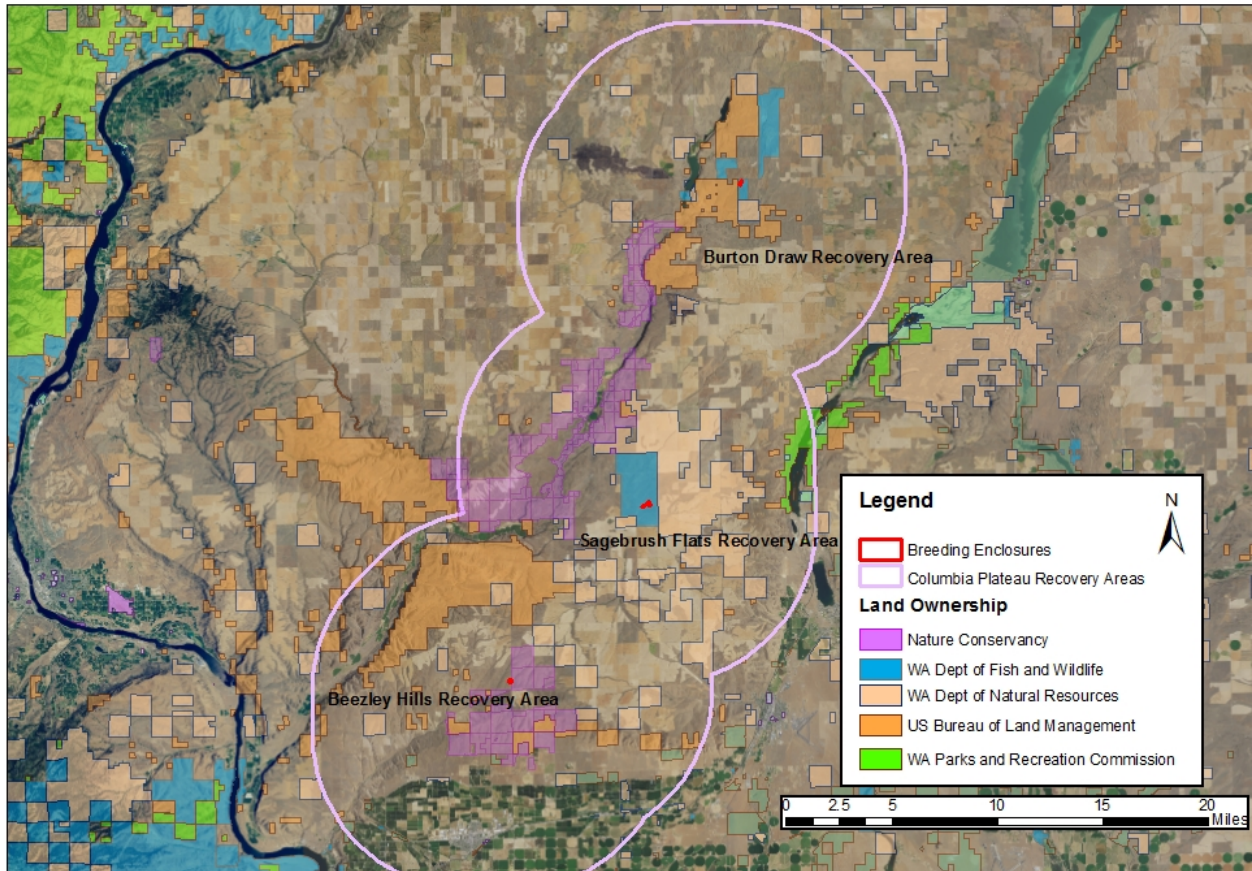 Burton Draw Recovery Area
Sagebrush Flats Recovery Area
Beezley Hills Recovery Area
Legend
N
Breeding Enclosures
Columbia Plateau Recovery Areas
Land Ownership
Nature Conservancy
WA Dept of Fish and Wildlife
WA Dept of Natural Resources
US Bureau of Land Management
WA Parks and Recreation Commission
0 2.5 5 10 15 20
Miles